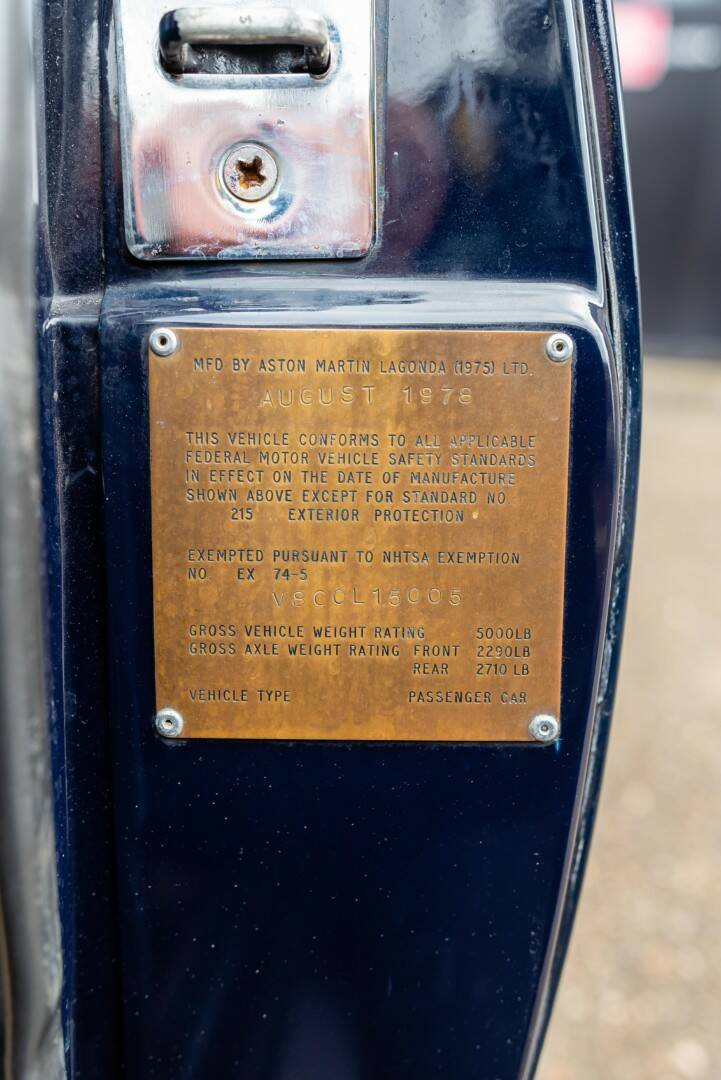 MFD BY ASTON MARTIN LAGONDA (1975) LTD.
AUGUST 1978
THIS VEHICLE CONFORMS TO ALL APPLICABLE
FEDERAL MOTOR VEHICLE SAFETY STANDARDS
IN EFFECT ON THE DATE OF MANUFACTURE
SHOWN ABOVE EXCEPT FOR STANDARD NO.
215 EXTERIOR PROTECTION
EXEMPTED PURSUANT TO NHTSA EXEMPTION
NO. EX 74-5
V8COL15005
GROSS VEHICLE WEIGHT RATING 5000LB
GROSS AXLE WEIGHT RATING FRONT 2290LB
REAR 2710 LB
VEHICLE TYPE PASSENGER CAR